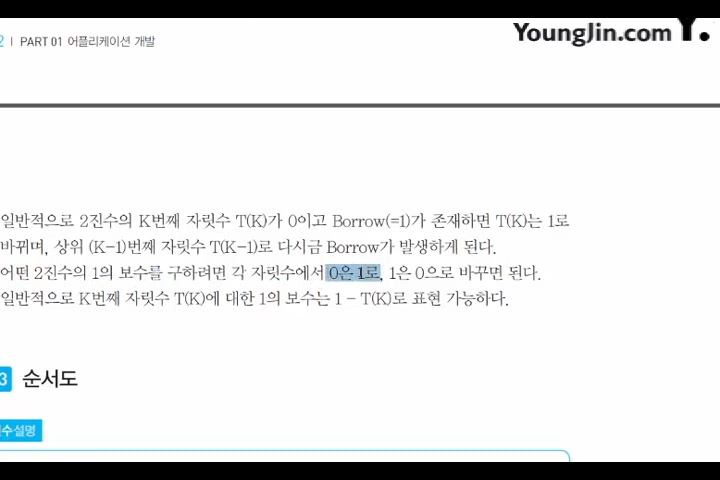 YoungJin.com Y.
2 | PART 01 어플리케이션 개발
일반적으로 2진수의 K번째 자릿수 T(K)가 0이고 Borrow(=1)가 존재하면 T(K)는 1로
바뀌며, 상위 (K-1)번째 자릿수 T(K-1)로 다시금 Borrow가 발생하게 된다.
어떤 2진수의 1의 보수를 구하려면 각 자릿수에서 0은 1로, 1은 0으로 바꾸면 된다.
일반적으로 K번째 자릿수 T(K)에 대한 1의 보수는 1 - T(K)로 표현 가능하다.
3 순서도
수설명